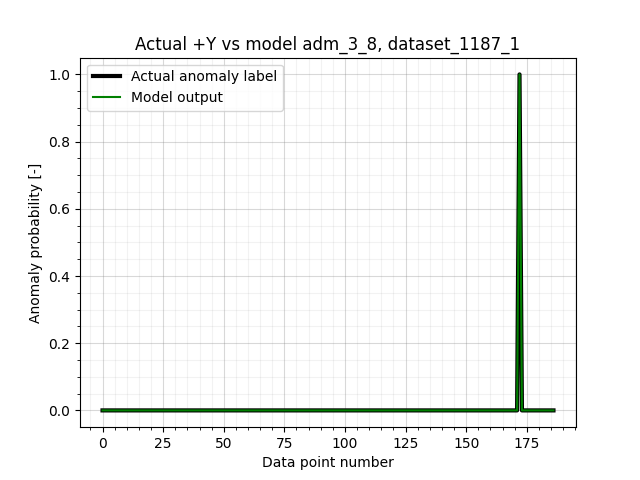 Actual +Y vs model adm_3_8, dataset_1187_1
Actual anomaly label
Model output
Anomaly probability [-]
1.0
0.8
0.6
0.4
0.2
0.0
0 25 50 75 100 125 150 175
Data point number